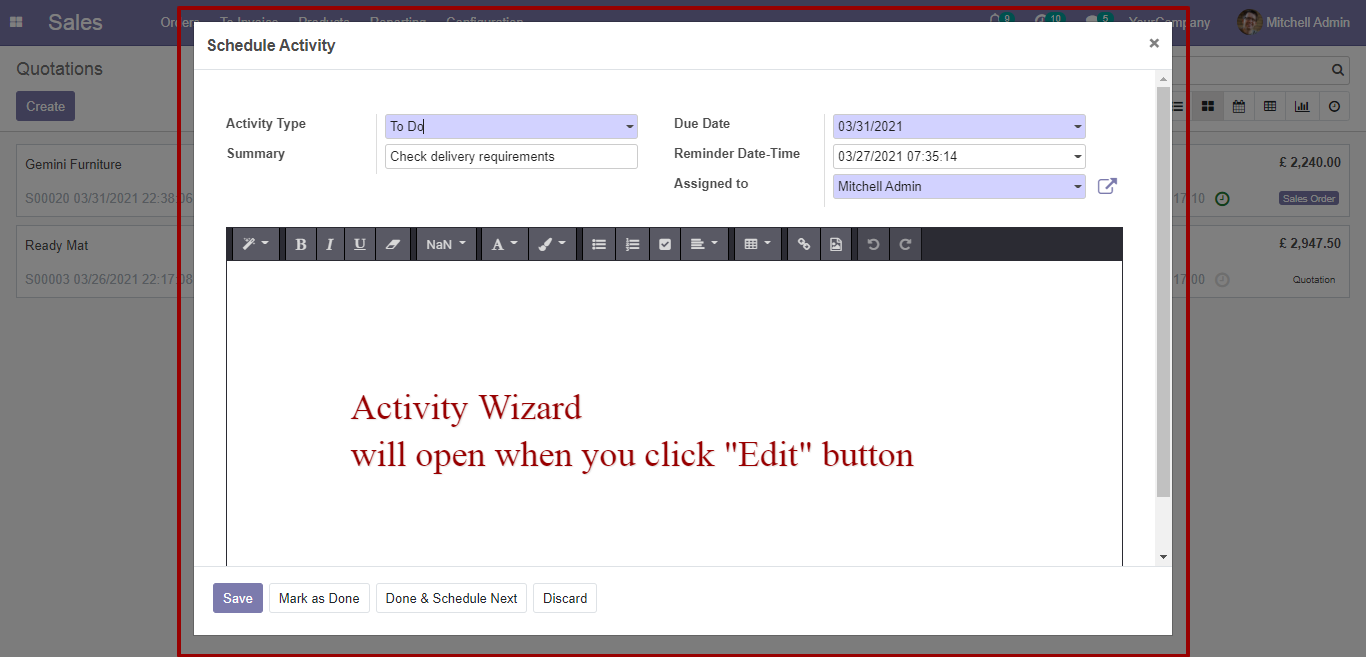 Sales Orders To Invoice Products Reporting Configuration 8 10 5 YourCompany Mitchell Admin
Schedule Activity ×
Quotations
Create
Activity Type To Do
Summary Check delivery requirements
Due Date 03/31/2021
Reminder Date-Time 03/27/2021 07:35:14
Assigned to Mitchell Admin
Gemini Furniture £ 2,240.00
S00020 03/31/2021 22:38:06 17:10 Sales Order
Ready Mat £ 2,947.50
S00003 03/26/2021 22:17:08 17:00 Quotation
B I U NaN A
Activity Wizard
will open when you click "Edit" button
Save Mark as Done Done & Schedule Next Discard